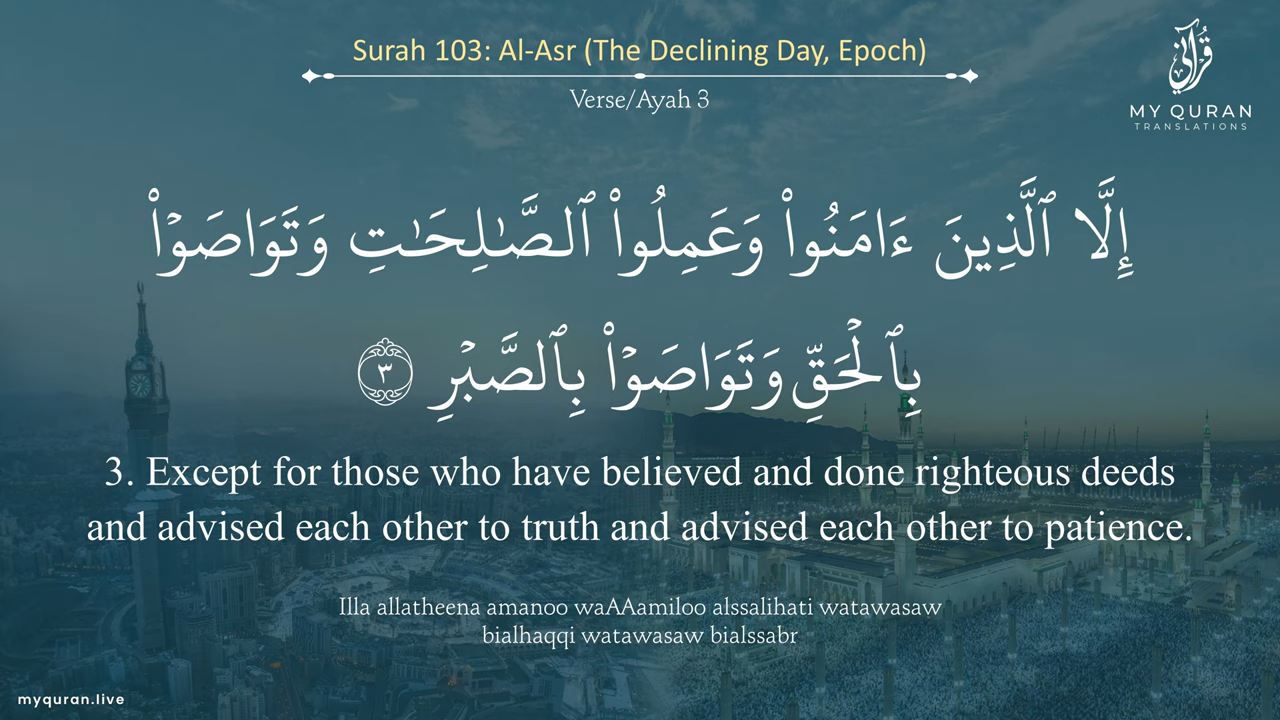 Surah 103: Al-Asr (The Declining Day, Epoch)
Verse/Ayah 3
قُرْآنِي
MY QURAN
TRANSLATIONS
إِلَّا ٱلَّذِينَ ءَامَنُوا۟ وَعَمِلُوا۟ ٱلصَّـٰلِحَـٰتِ وَتَوَاصَوْا۟
بِٱلْحَقِّ وَتَوَاصَوْا۟ بِٱلصَّبْرِ ٣
3. Except for those who have believed and done righteous deeds
and advised each other to truth and advised each other to patience.
Illa allatheena amanoo waAAamiloo alssalihati watawasaw
bialhaqqi watawasaw bialssabr
myquran.live